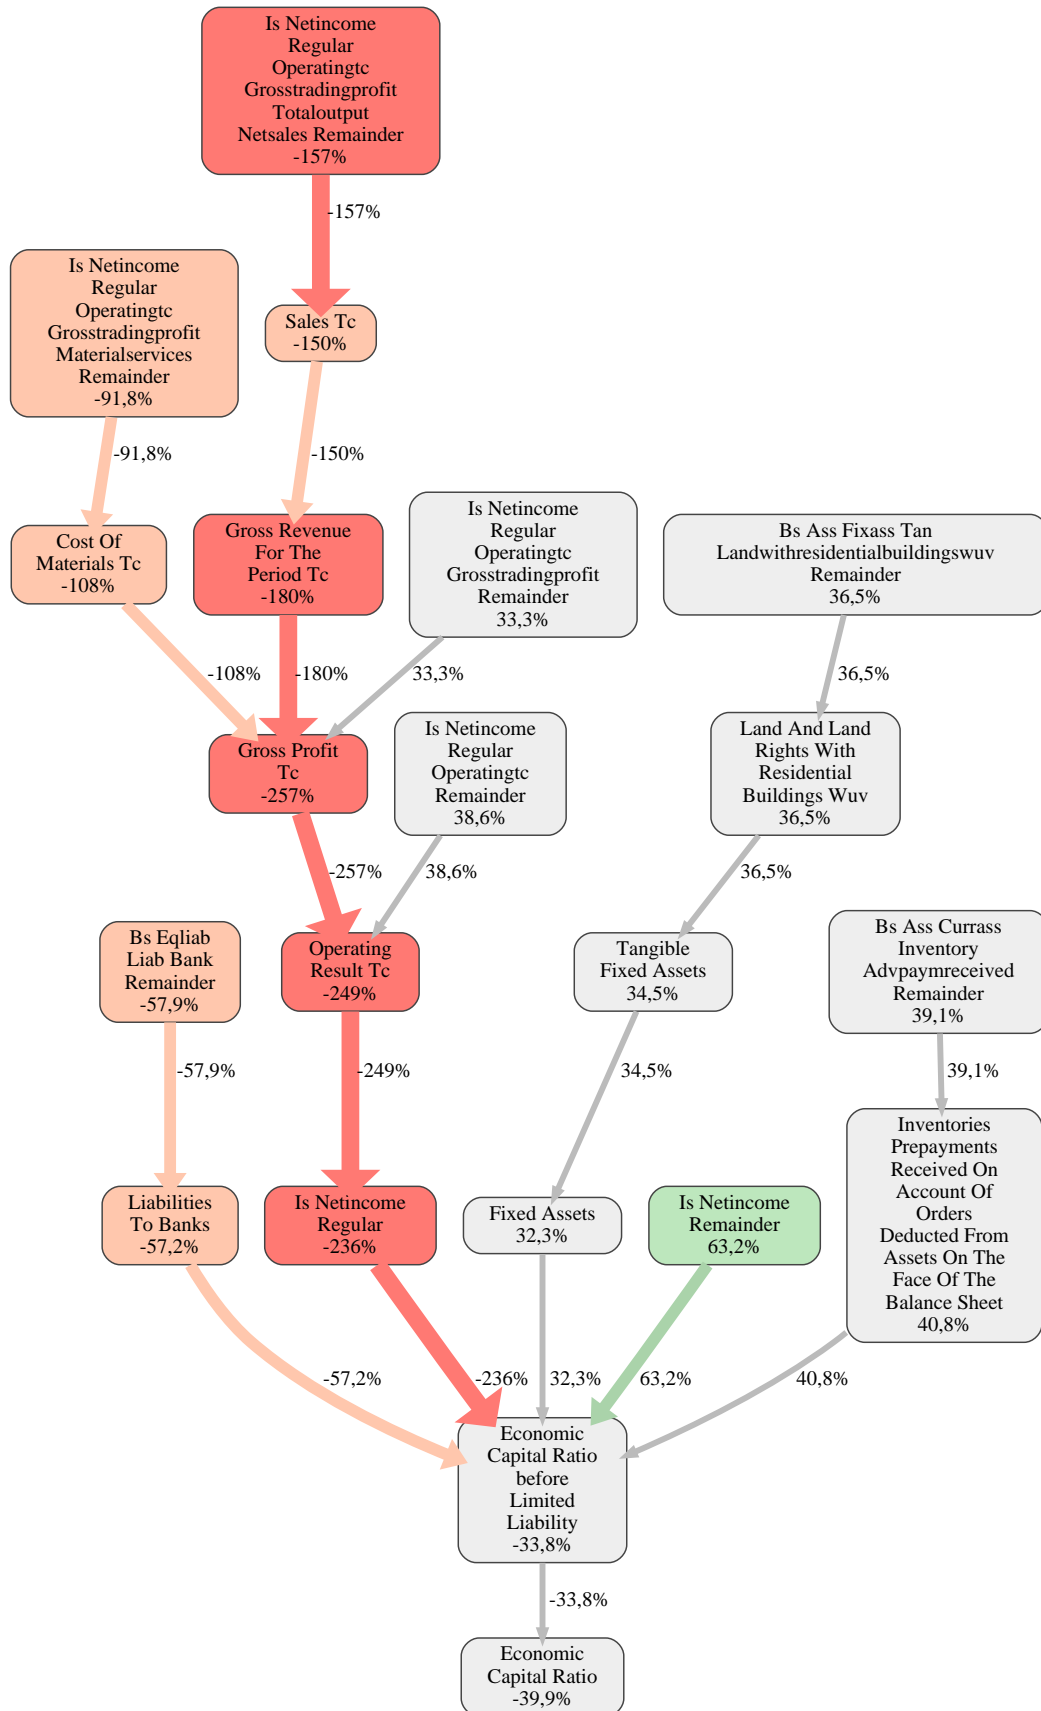 Is Netincome
Regular
Operatingtc
Grosstradingprofit
Totaloutput
Netsales Remainder
-157%
-157%
Is Netincome
Regular
Operatingtc
Grosstradingprofit
Materialservices
Remainder
-91,8%
Sales Tc
-150%
-91,8%
-150%
Cost Of
Materials Tc
-108%
Gross Revenue
For The
Period Tc
-180%
Is Netincome
Regular
Operatingtc
Grosstradingprofit
Remainder
33,3%
Bs Ass Fixass Tan
Landwithresidentialbuildingswuv
Remainder
36,5%
-108%
-180%
33,3%
36,5%
Gross Profit
Tc
-257%
Is Netincome
Regular
Operatingtc
Remainder
38,6%
Land And Land
Rights With
Residential
Buildings Wuv
36,5%
-257%
38,6%
36,5%
Bs Eqliab
Liab Bank
Remainder
-57,9%
Operating
Result Tc
-249%
Tangible
Fixed Assets
34,5%
Bs Ass Currass
Inventory
Advpaymreceived
Remainder
39,1%
-57,9%
-249%
34,5%
39,1%
Liabilities
To Banks
-57,2%
Is Netincome
Regular
-236%
Fixed Assets
32,3%
Is Netincome
Remainder
63,2%
Inventories
Prepayments
Received On
Account Of
Orders
Deducted From
Assets On The
Face Of The
Balance Sheet
40,8%
-57,2%
-236%
32,3%
63,2%
40,8%
Economic
Capital Ratio
before
Limited
Liability
-33,8%
-33,8%
Economic
Capital Ratio
-39,9%